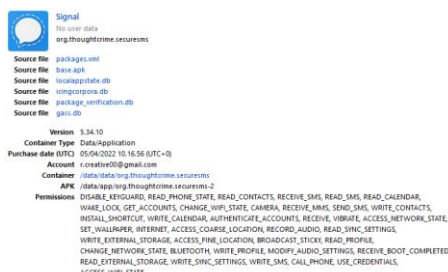 Signal
No user data
org.thoughtcrime.securesms
Source file packages.xml
Source file base.apk
Source file localappstate.db
Source file icingcorpora.db
Source file package_verification.db
Source file gass.db
Version 5.34.10
Container Type Data/Application
Purchase date (UTC) 05/04/2022 10.16.56 (UTC+0)
Account r.creative00@gmail.com
Container /data/data/org.thoughtcrime.securesms
APK /data/app/org.thoughtcrime.securesms-2
Permissions DISABLE_KEYGUARD, READ_PHONE_STATE, READ_CONTACTS, RECEIVE_SMS, READ_SMS, READ_CALENDAR,
WAKE_LOCK, GET_ACCOUNTS, CHANGE_WIFI_STATE, CAMERA, RECEIVE_MMS, SEND_SMS, WRITE_CONTACTS,
INSTALL_SHORTCUT, WRITE_CALENDAR, AUTHENTICATE_ACCOUNTS, RECEIVE, VIBRATE, ACCESS_NETWORK_STATE,
SET_WALLPAPER, INTERNET, ACCESS_COARSE_LOCATION, RECORD_AUDIO, READ_SYNC_SETTINGS,
WRITE_EXTERNAL_STORAGE, ACCESS_FINE_LOCATION, BROADCAST_STICKY, READ_PROFILE,
CHANGE_NETWORK_STATE, BLUETOOTH, WRITE_PROFILE, MODIFY_AUDIO_SETTINGS, RECEIVE_BOOT_COMPLETED,
READ_EXTERNAL_STORAGE, WRITE_SYNC_SETTINGS, WRITE_SMS, CALL_PHONE, USE_CREDENTIALS,
ACCESS_WIFI_STATE